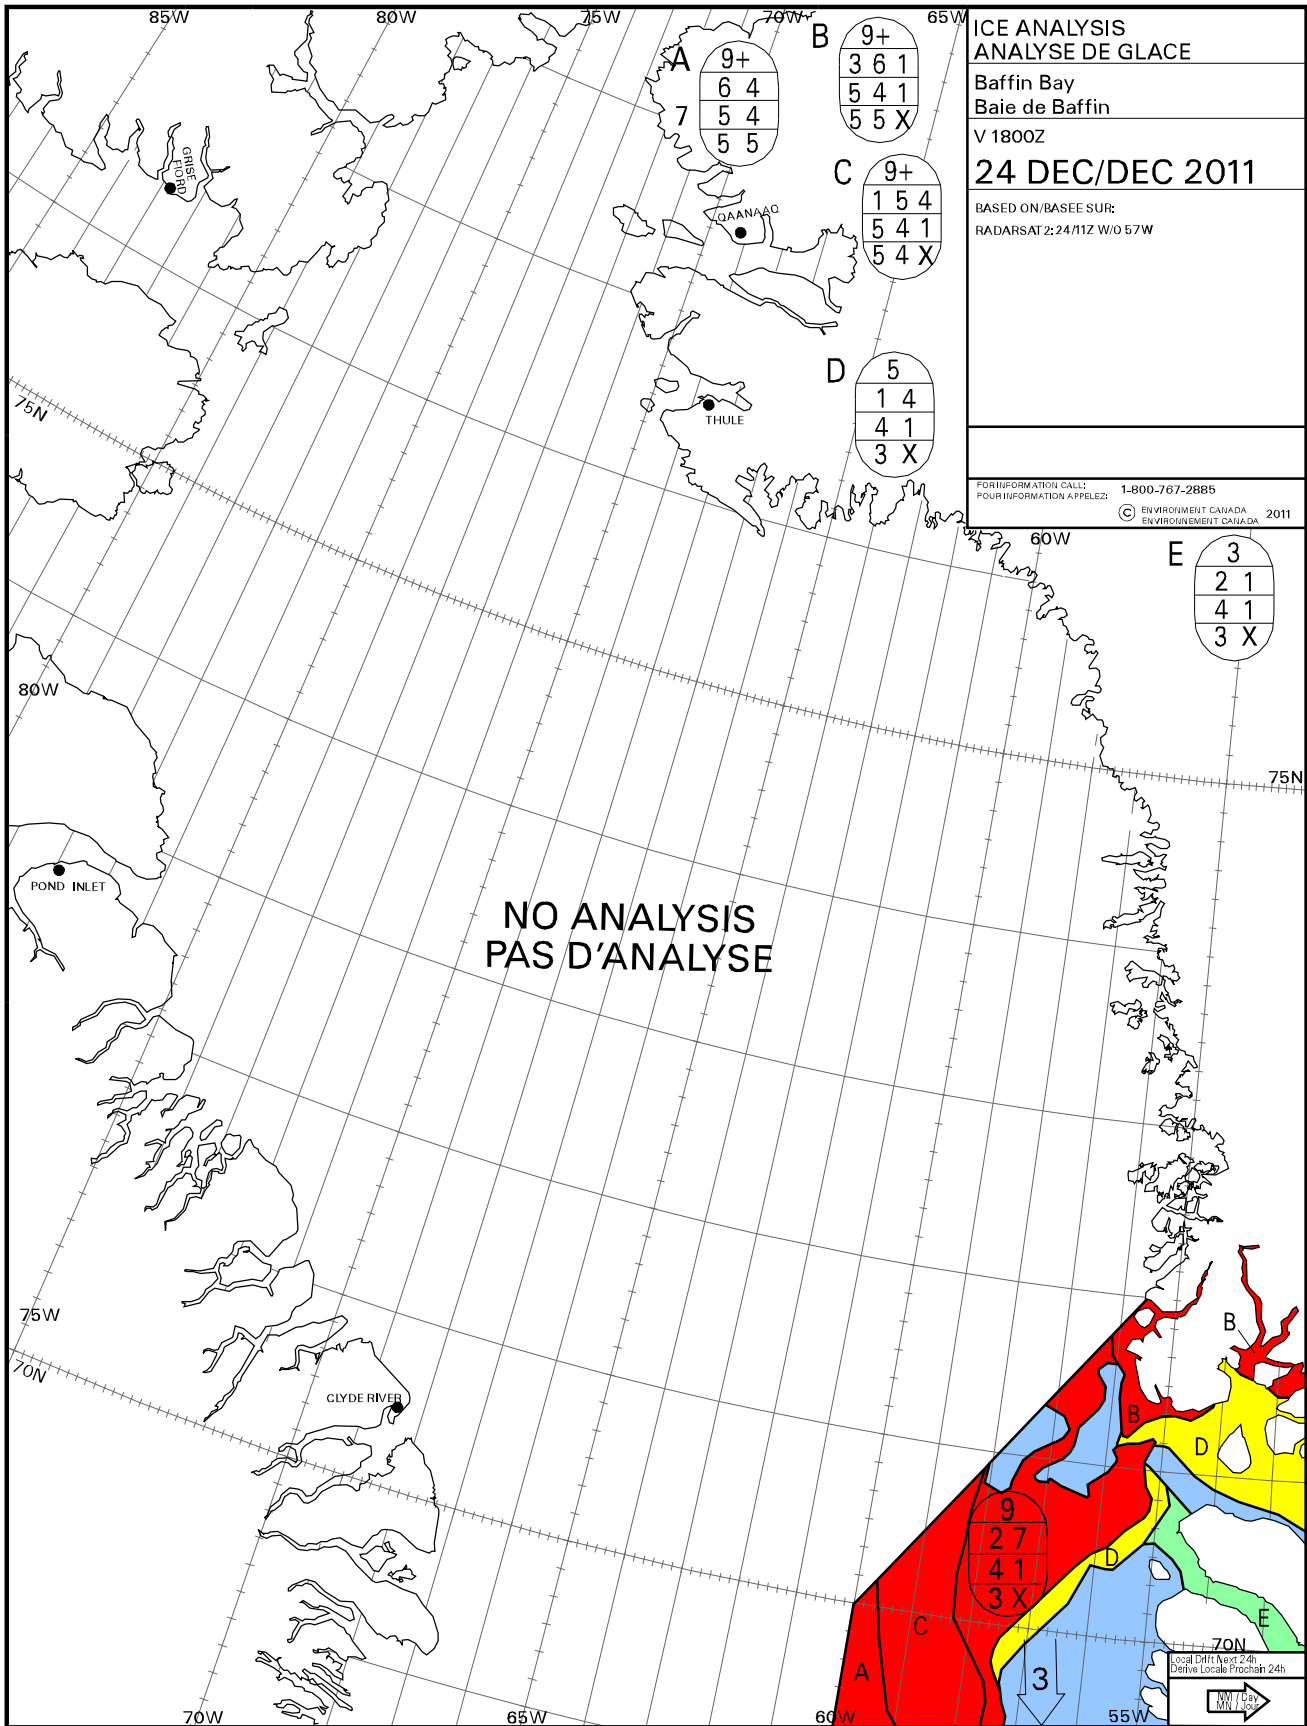 85W
80W
75W
70W
65W
ICE ANALYSIS
ANALYSE DE GLACE
Baffin Bay
Baie de Baffin
V 1800Z
24 DEC/DEC 2011
BASED ON/BASEE SUR:
RADARSAT2: 24/11Z W/O 57W
FOR INFORMATION CALL:
POUR INFORMATION APPELEZ:
1-800-767-2885
© ENVIRONMENT CANADA
ENVIRONNEMENT CANADA
2011
A
9+
6 4
7
5 4
5 5
B
9+
3 6 1
5 4 1
5 5 X
C
9+
1 5 4
5 4 1
5 4 X
D
5
1 4
4 1
3 X
E
3
2 1
4 1
3 X
GRISE
FIORD
QAANAAQ
THULE
75N
60W
80W
75N
POND INLET
NO ANALYSIS
PAS D'ANALYSE
75W
70N
CLYDE RIVER
B
B
D
9
2 7
4 1
3 X
D
C
E
A
3
70N
Local Drift Next 24h
Derive Locale Prochain 24h
NM / Day
MN / Jour
70W
65W
60W
55W